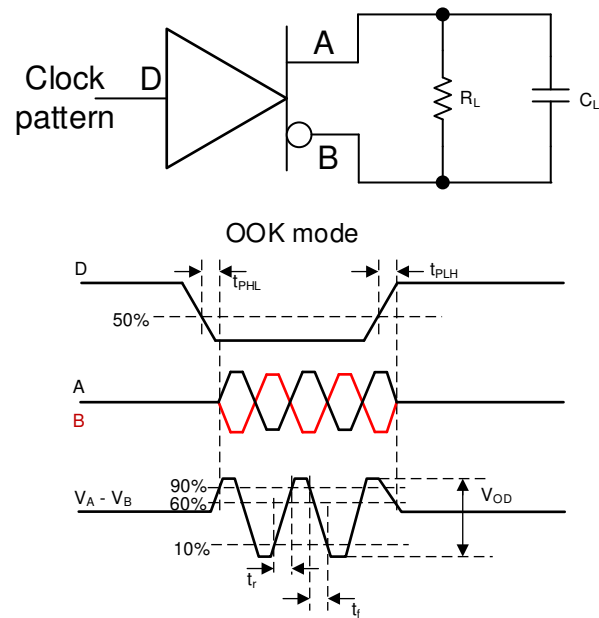 A
Clock
pattern
D
R_L
C_L
B
OOK mode
D
t_PHL
t_PLH
50%
A
B
90%
V_A - V_B
60%
V_OD
10%
t_r
t_f